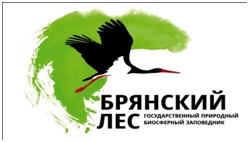 БРЯНСКИЙ
ЛЕС ГОСУДАРСТВЕННЫЙ ПРИРОДНЫЙ
БИОСФЕРНЫЙ ЗАПОВЕДНИК